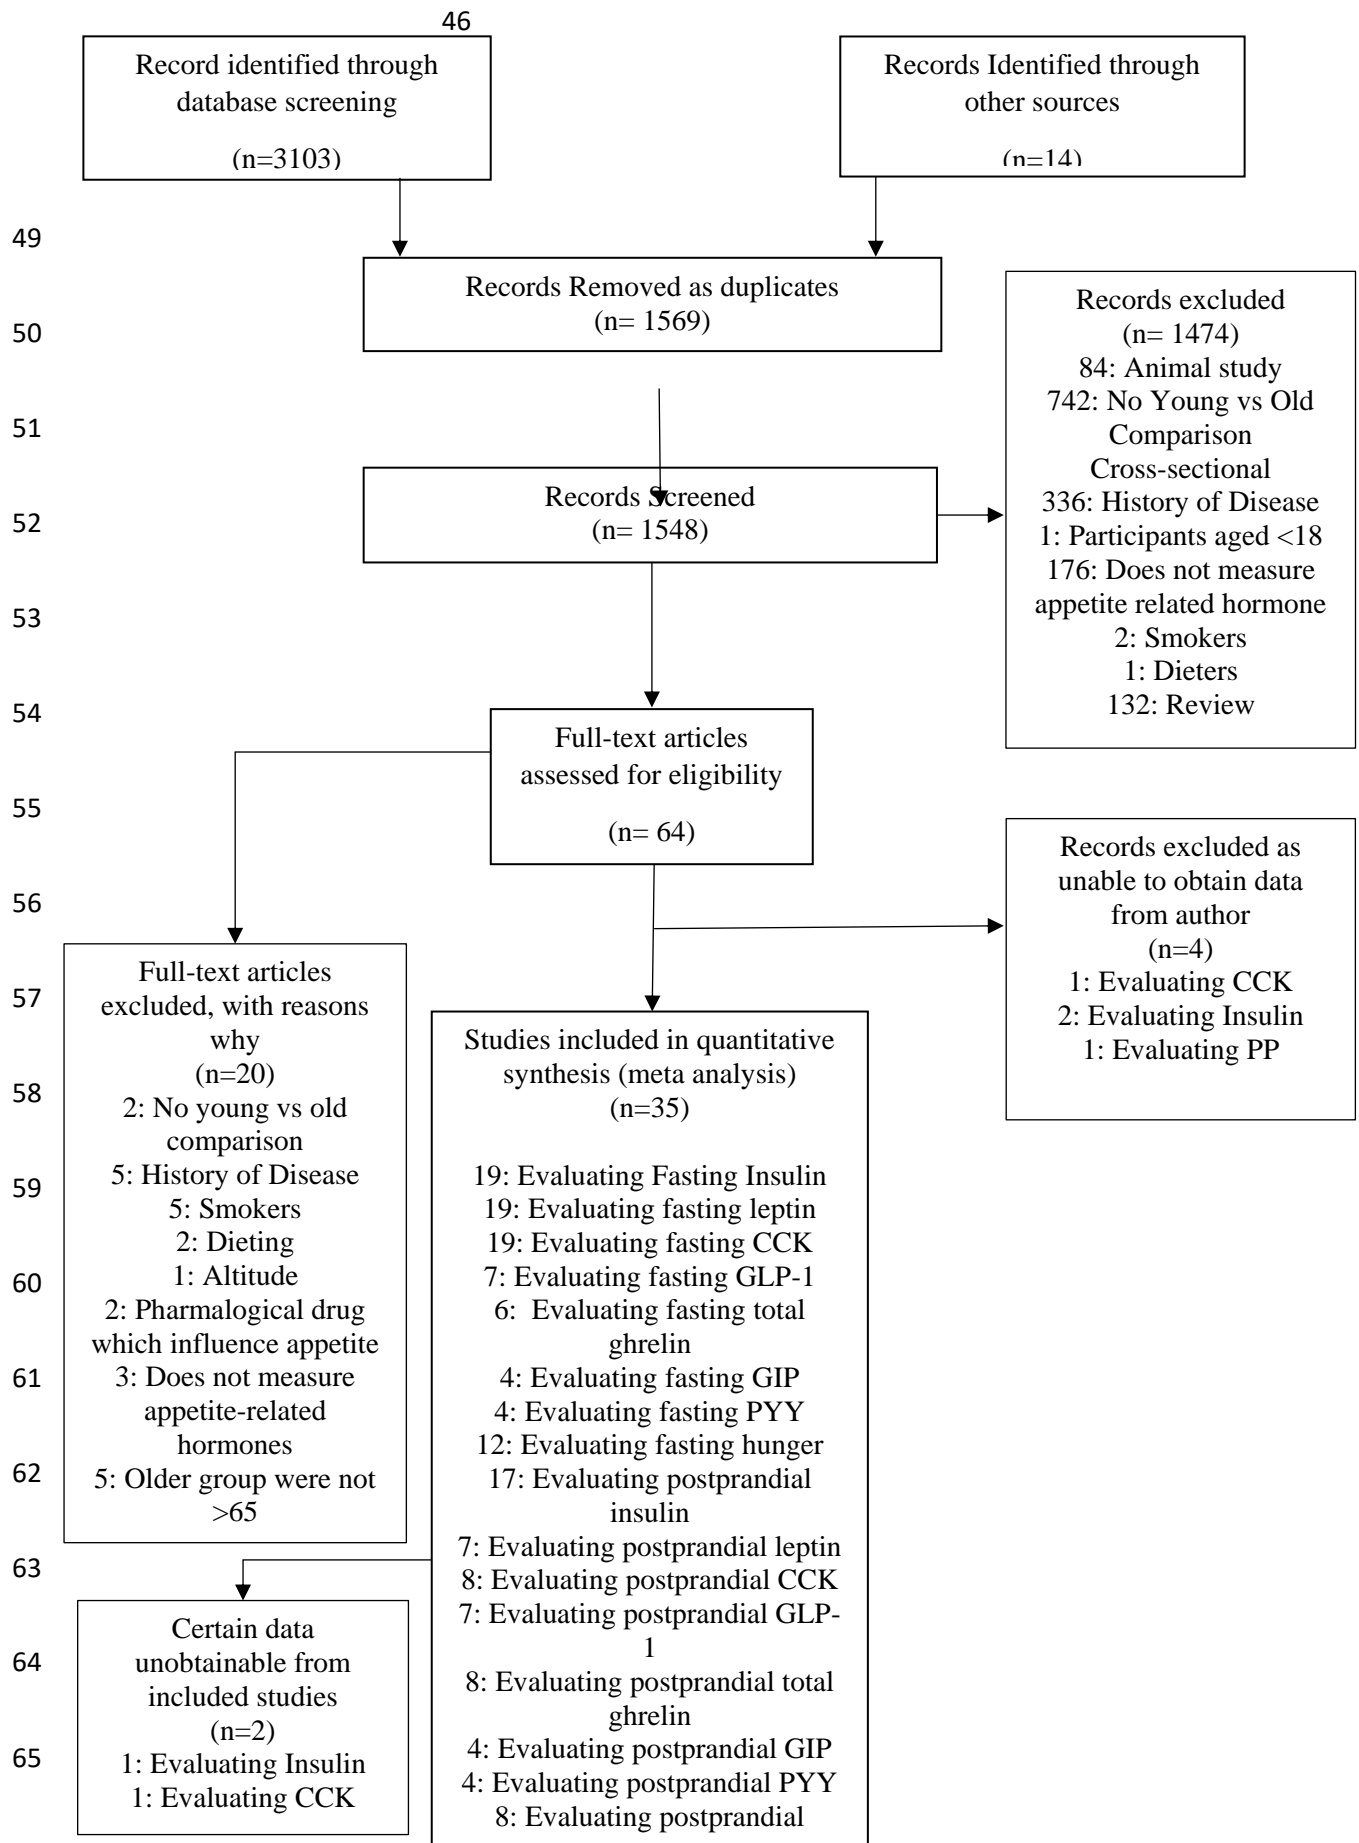 46
Record identified through
database screening
(n=3103)
Records Identified through
other sources
(n=14)
49
Records Removed as duplicates
(n= 1569)
50
Records excluded
(n= 1474)
84: Animal study
742: No Young vs Old
Comparison
Cross-sectional
336: History of Disease
1: Participants aged <18
176: Does not measure
appetite related hormone
2: Smokers
1: Dieters
132: Review
51
Records Screened
(n= 1548)
52
53
54
Full-text articles
assessed for eligibility
(n= 64)
55
Records excluded as
unable to obtain data
from author
(n=4)
1: Evaluating CCK
2: Evaluating Insulin
1: Evaluating PP
56
57
Full-text articles
excluded, with reasons
why
(n=20)
2: No young vs old
comparison
5: History of Disease
5: Smokers
2: Dieting
1: Altitude
2: Pharmalogical drug
which influence appetite
3: Does not measure
appetite-related
hormones
5: Older group were not
>65
58
59
60
61
62
Studies included in quantitative
synthesis (meta analysis)
(n=35)
19: Evaluating Fasting Insulin
19: Evaluating fasting leptin
19: Evaluating fasting CCK
7: Evaluating fasting GLP-1
6:  Evaluating fasting total
ghrelin
4: Evaluating fasting GIP
4: Evaluating fasting PYY
12: Evaluating fasting hunger
17: Evaluating postprandial
insulin
7: Evaluating postprandial leptin
8: Evaluating postprandial CCK
7: Evaluating postprandial GLP-
1
8: Evaluating postprandial total
ghrelin
4: Evaluating postprandial GIP
4: Evaluating postprandial PYY
8: Evaluating postprandial
63
64
65
Certain data
unobtainable from
included studies
(n=2)
1: Evaluating Insulin
1: Evaluating CCK